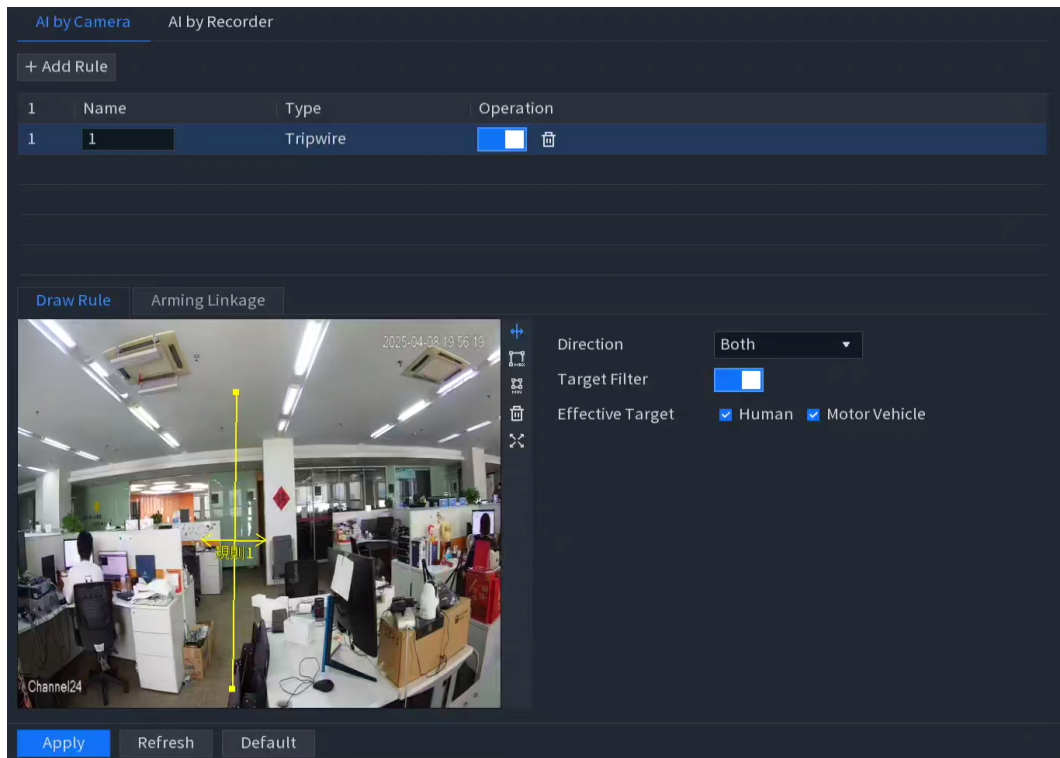 AI by Camera AI by Recorder
+ Add Rule
1 Name Type Operation
1 1 Tripwire
Draw Rule Arming Linkage
2025-04-08 19:56:19
Direction Both
Target Filter
Effective Target Human Motor Vehicle
規則1
Channel24
Apply Refresh Default